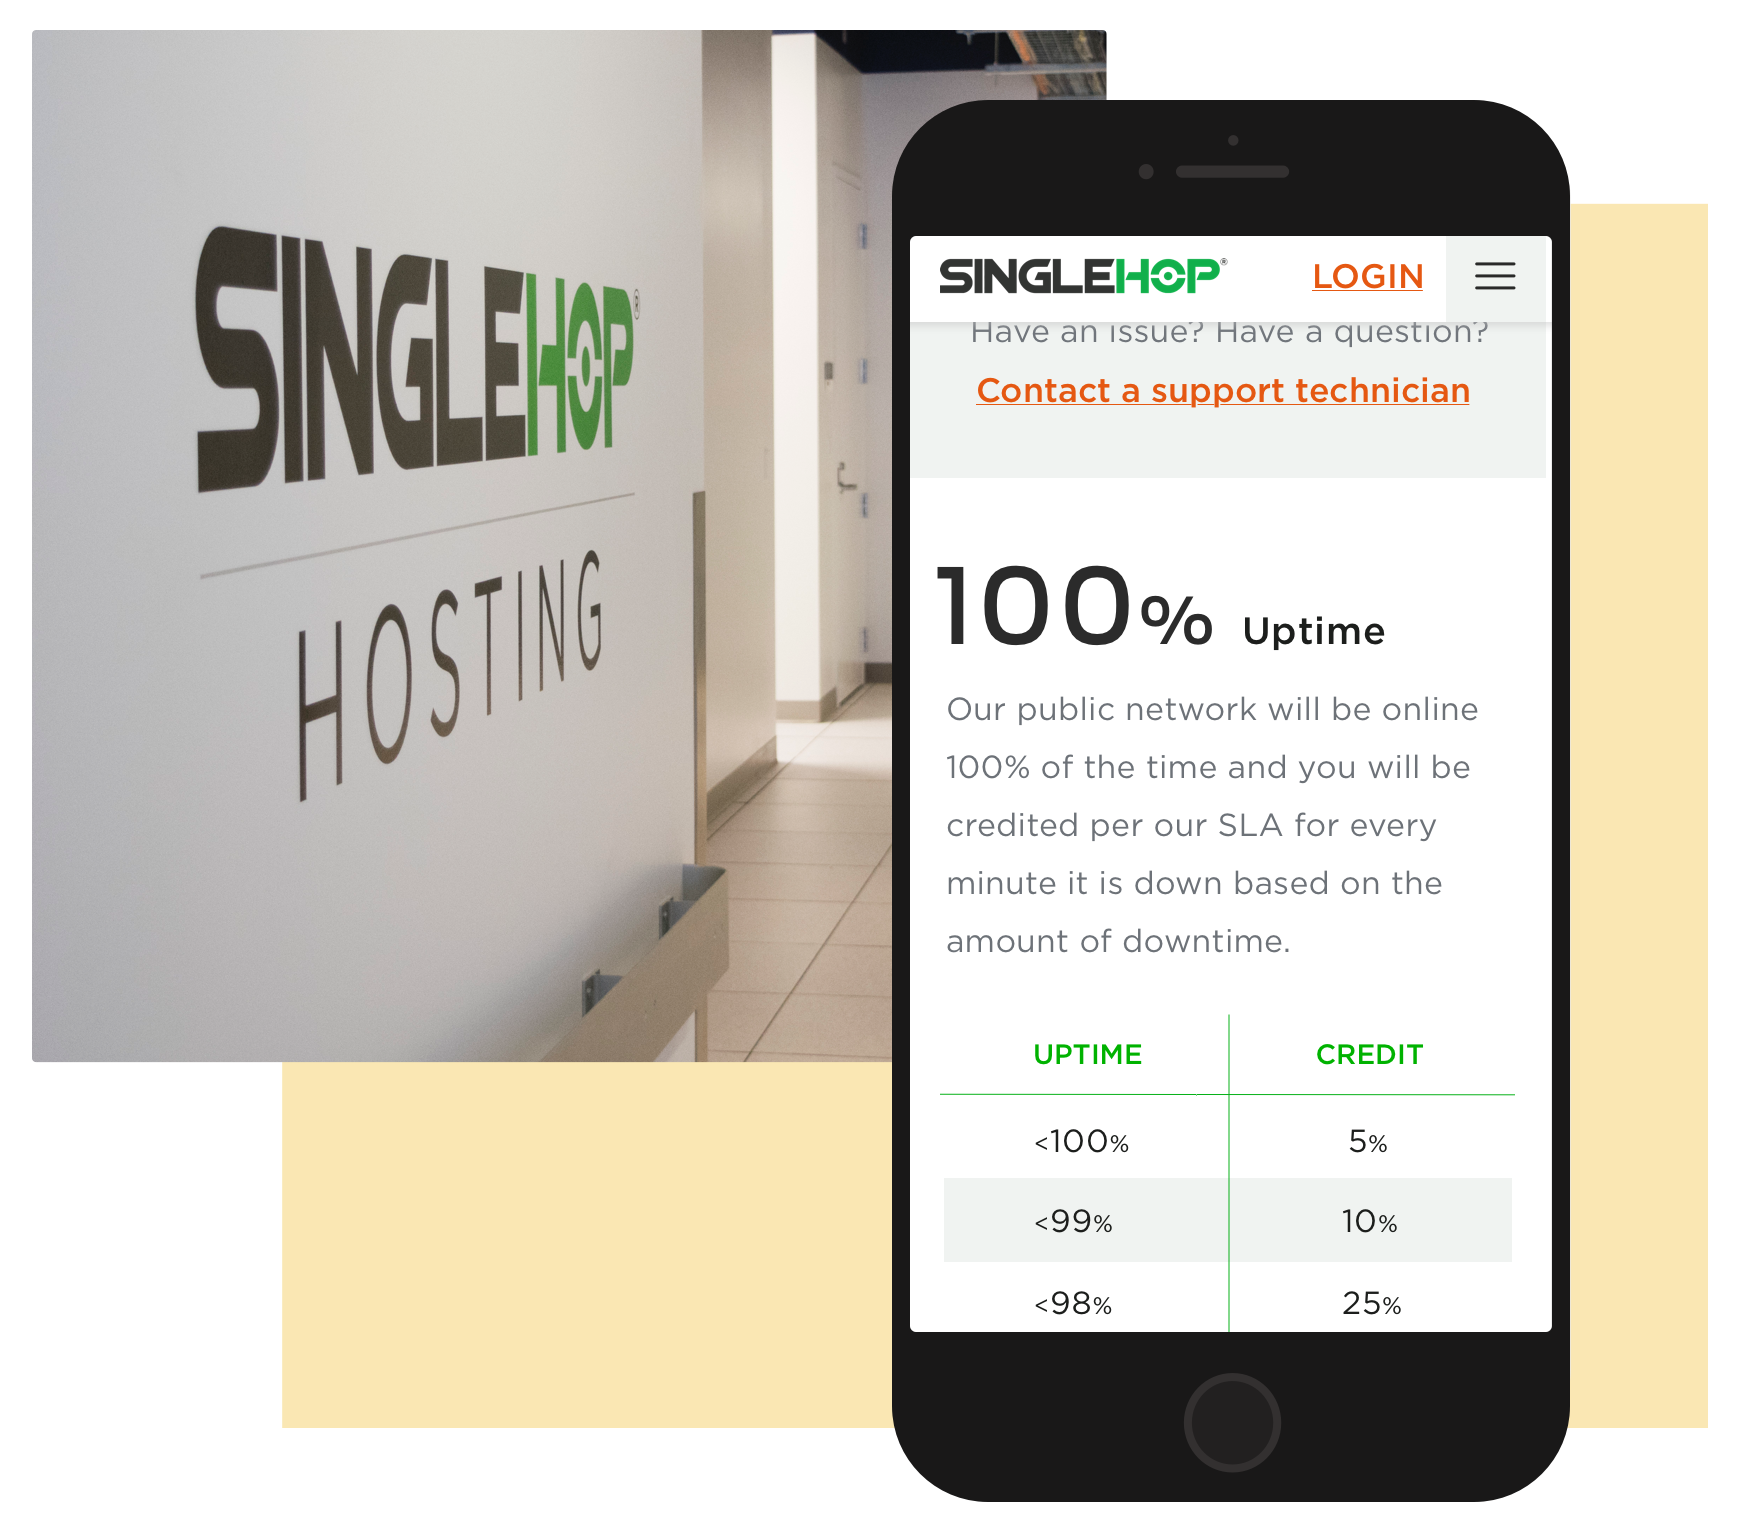 SINGLEHOP®
HOSTING
SINGLEHOP®
LOGIN
Have an issue? Have a question?
Contact a support technician
100% Uptime
Our public network will be online
100% of the time and you will be
credited per our SLA for every
minute it is down based on the
amount of downtime.
UPTIME CREDIT
<100% 5%
<99% 10%
<98% 25%